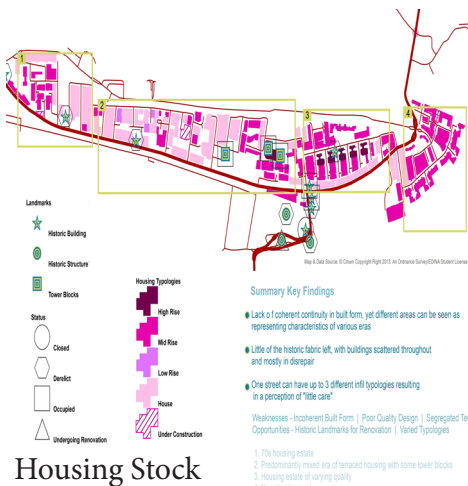 1
2
3
4
Map & Data Source: © Crown Copyright Right 2013. An Ordnance Survey/EDINA Student License
Landmarks
Historic Building
Historic Structure
Tower Blocks
Status
Closed
Derelict
Occupied
Undergoing Renovation
Housing Typologies
High Rise
Mid Rise
Low Rise
House
Under Construction
Summary Key Findings
Lack o f coherent continuity in built form, yet different areas can be seen as
representing characteristics of various eras
Little of the historic fabric left, with buildings scattered throughout
and mostly in disrepair
One street can have up to 3 different infil typologies resulting
in a perception of "little care"
Weaknesses - Incoherent Built Form | Poor Quality Design | Segregated Te
Opportunities - Historic Landmarks for Renovation | Varied Typologies
1. 70s housing estate
2. Predominantly mixed era of terraced housing with some tower blocks
3. Housing estate of varying quality
Housing Stock